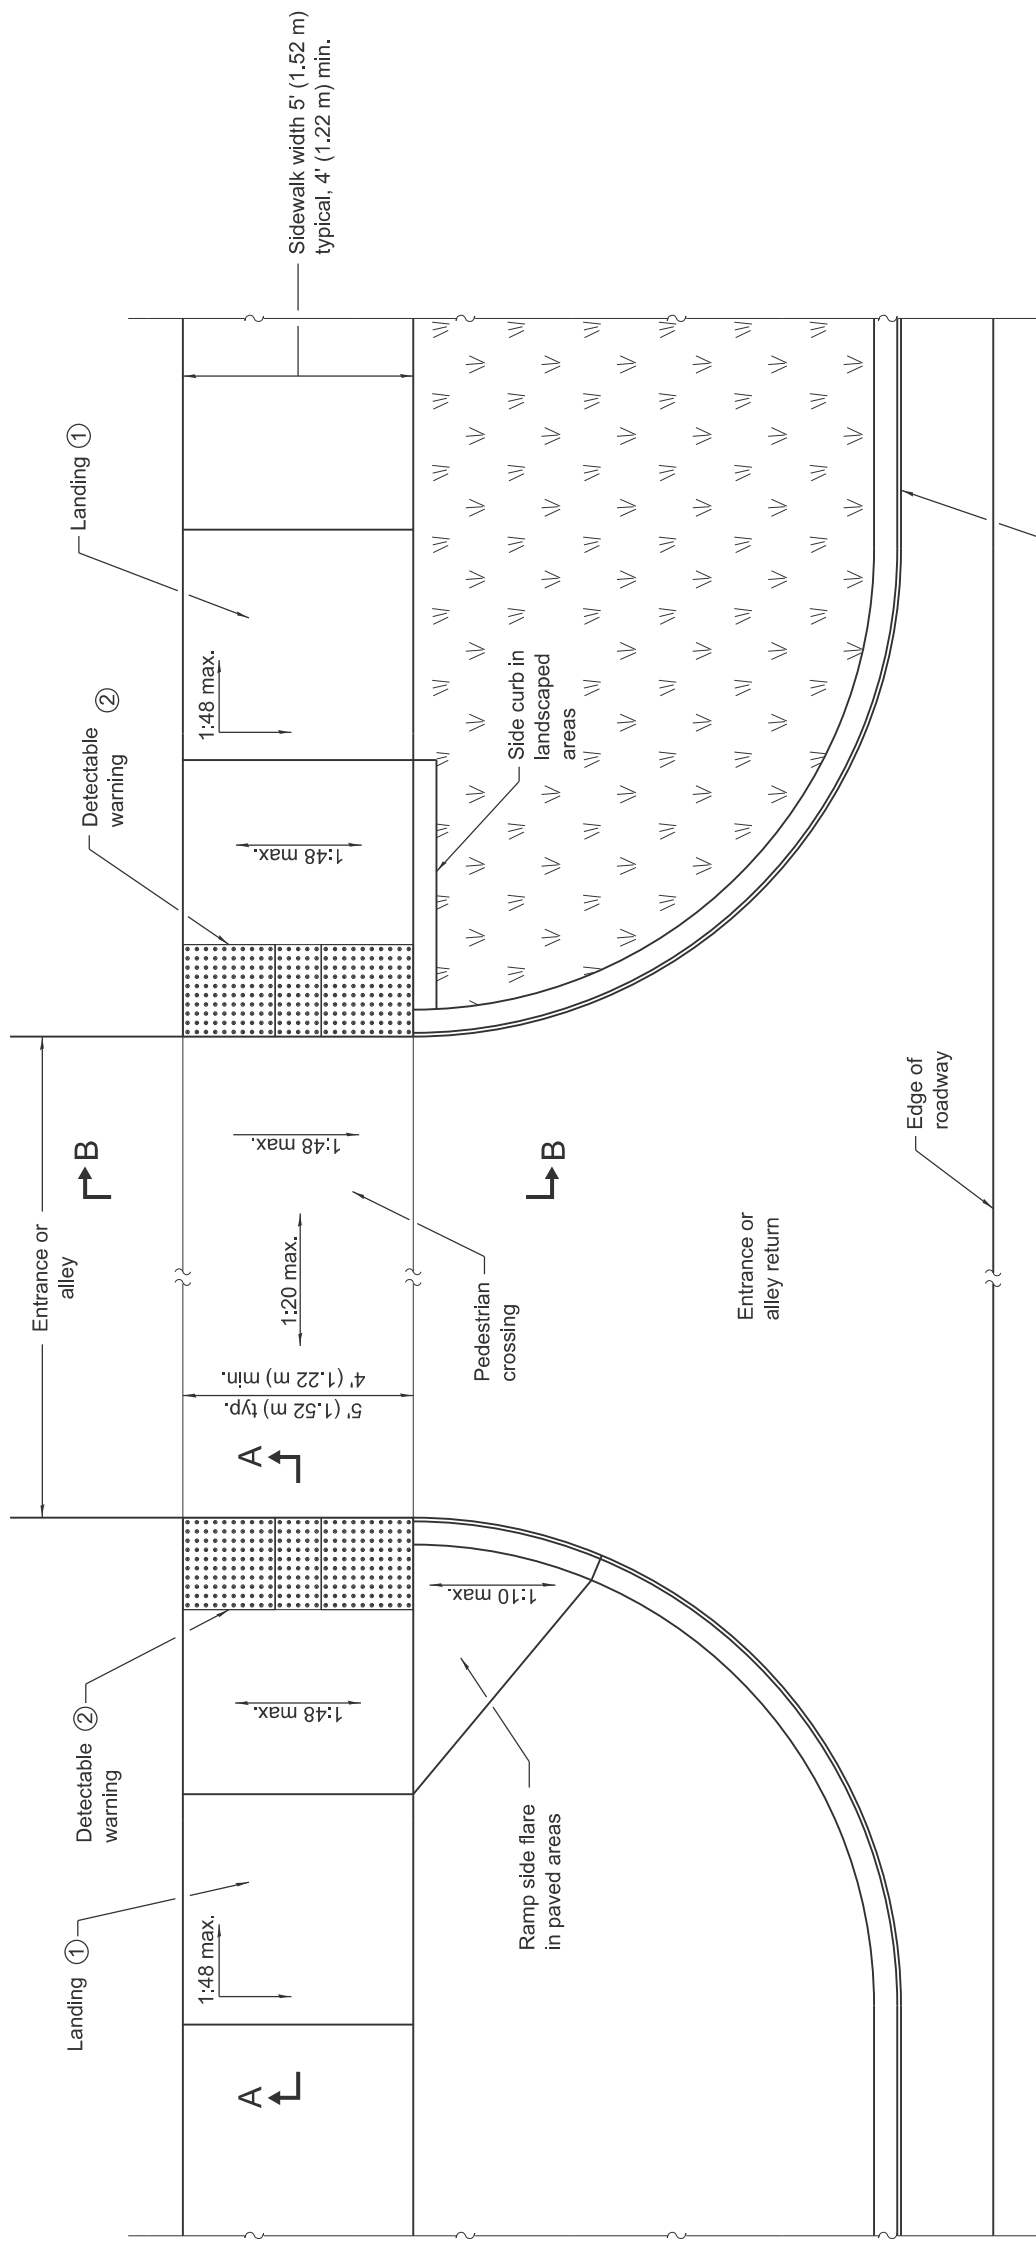 Landing ①
Detectable ②
warning
Entrance or
alley
Detectable ②
warning
Landing ①
Sidewalk width 5' (1.52 m)
typical, 4' (1.22 m) min.
A
1:48 max.
1:48 max.
A
5' (1.52 m) typ.
4' (1.22 m) min.
1:20 max.
B
1:48 max.
1:48 max.
1:48 max.
Ramp side flare
in paved areas
1:10 max.
Pedestrian
crossing
B
Side curb in
landscaped
areas
Entrance or
alley return
Edge of
roadway